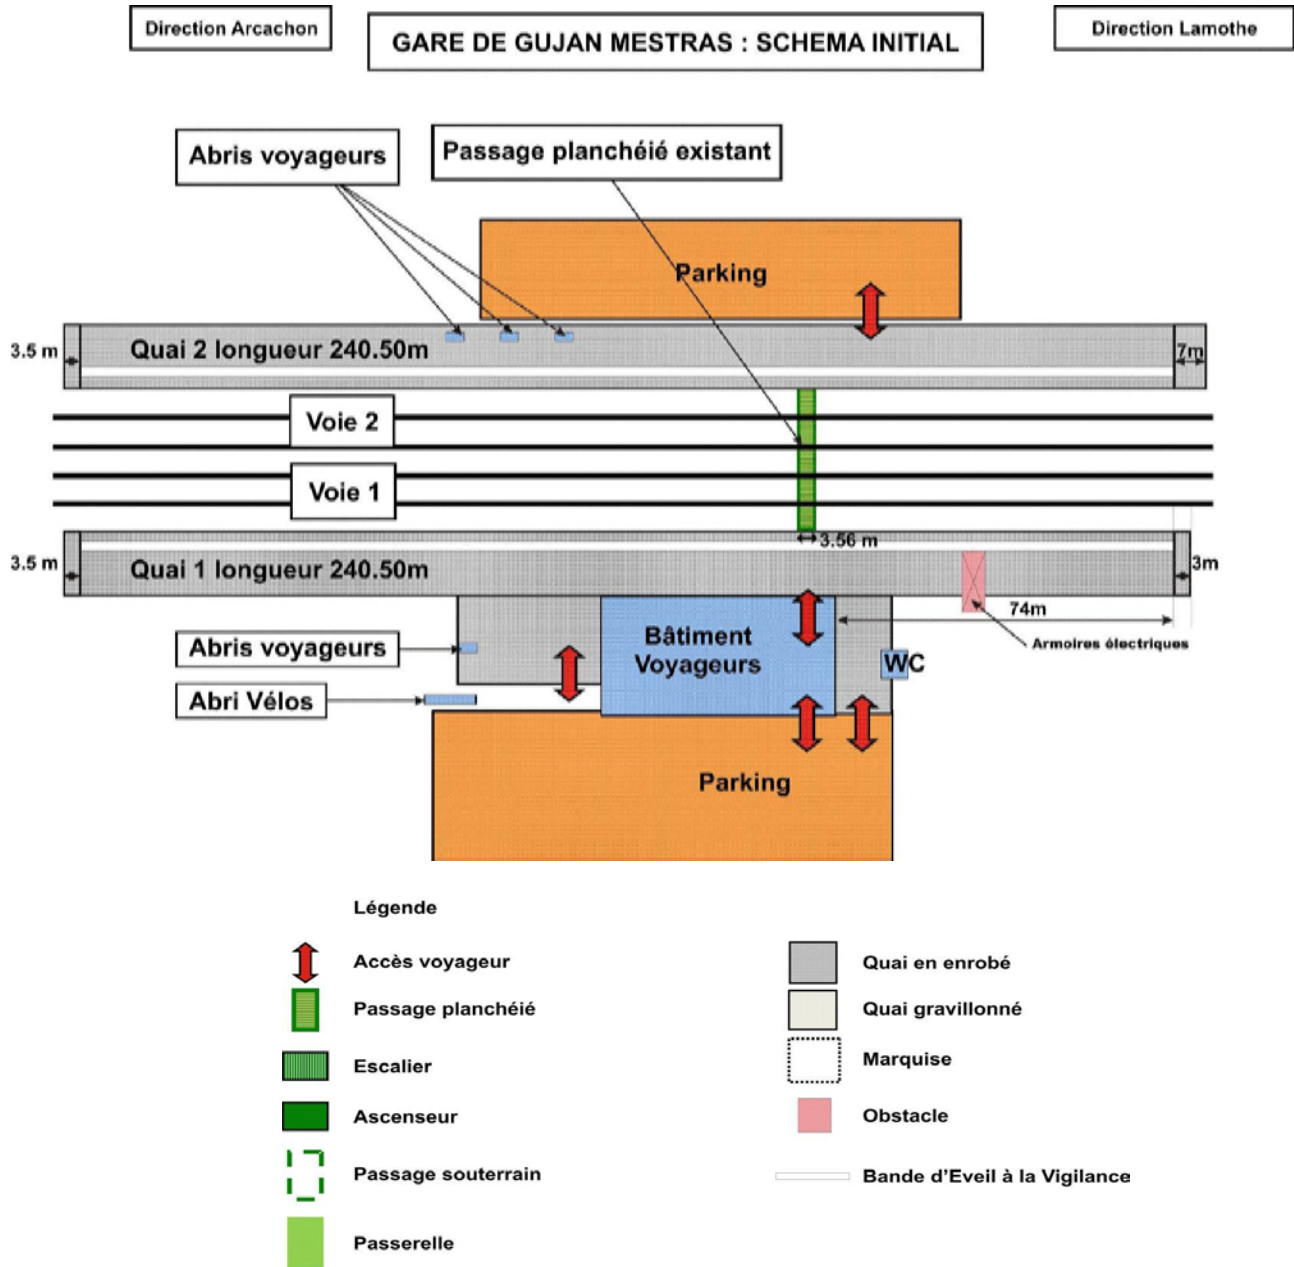 Direction Arcachon
GARE DE GUJAN MESTRAS : SCHEMA INITIAL
Direction Lamothe
Abris voyageurs
Passage planchéié existant
Parking
3.5 m
Quai 2 longueur 240.50m
7m
Voie 2
Voie 1
3.5 m
Quai 1 longueur 240.50m
3.56 m
3m
74m
Armoires électriques
Abris voyageurs
Bâtiment
Voyageurs
WC
Abri Vélos
Parking
Légende
Accès voyageur
Passage planchéié
Escalier
Ascenseur
Passage souterrain
Passerelle
Quai en enrobé
Quai gravillonné
Marquise
Obstacle
Bande d'Eveil à la Vigilance